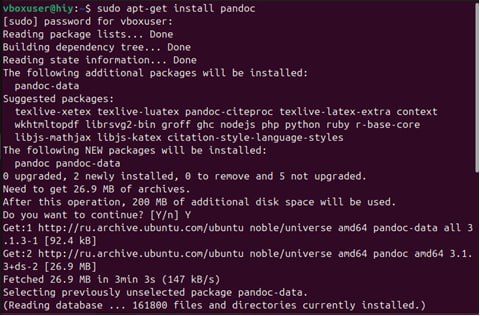 vboxuser@hiy:~$ sudo apt-get install pandoc
[sudo] password for vboxuser:
Reading package lists... Done
Building dependency tree... Done
Reading state information... Done
The following additional packages will be installed:
  pandoc-data
Suggested packages:
  texlive-xetex texlive-luatex pandoc-citeproc texlive-latex-extra context
  wkhtmltopdf librsvg2-bin groff ghc nodejs php python ruby r-base-core
  libjs-mathjax libjs-katex citation-style-language-styles
The following NEW packages will be installed:
  pandoc pandoc-data
0 upgraded, 2 newly installed, 0 to remove and 5 not upgraded.
Need to get 26.9 MB of archives.
After this operation, 200 MB of additional disk space will be used.
Do you want to continue? [Y/n] Y
Get:1 http://ru.archive.ubuntu.com/ubuntu noble/universe amd64 pandoc-data all 3
.1.3-1 [92.4 kB]
Get:2 http://ru.archive.ubuntu.com/ubuntu noble/universe amd64 pandoc amd64 3.1.
3+ds-2 [26.9 MB]
Fetched 26.9 MB in 3min 3s (147 kB/s)
Selecting previously unselected package pandoc-data.
(Reading database ... 161800 files and directories currently installed.)